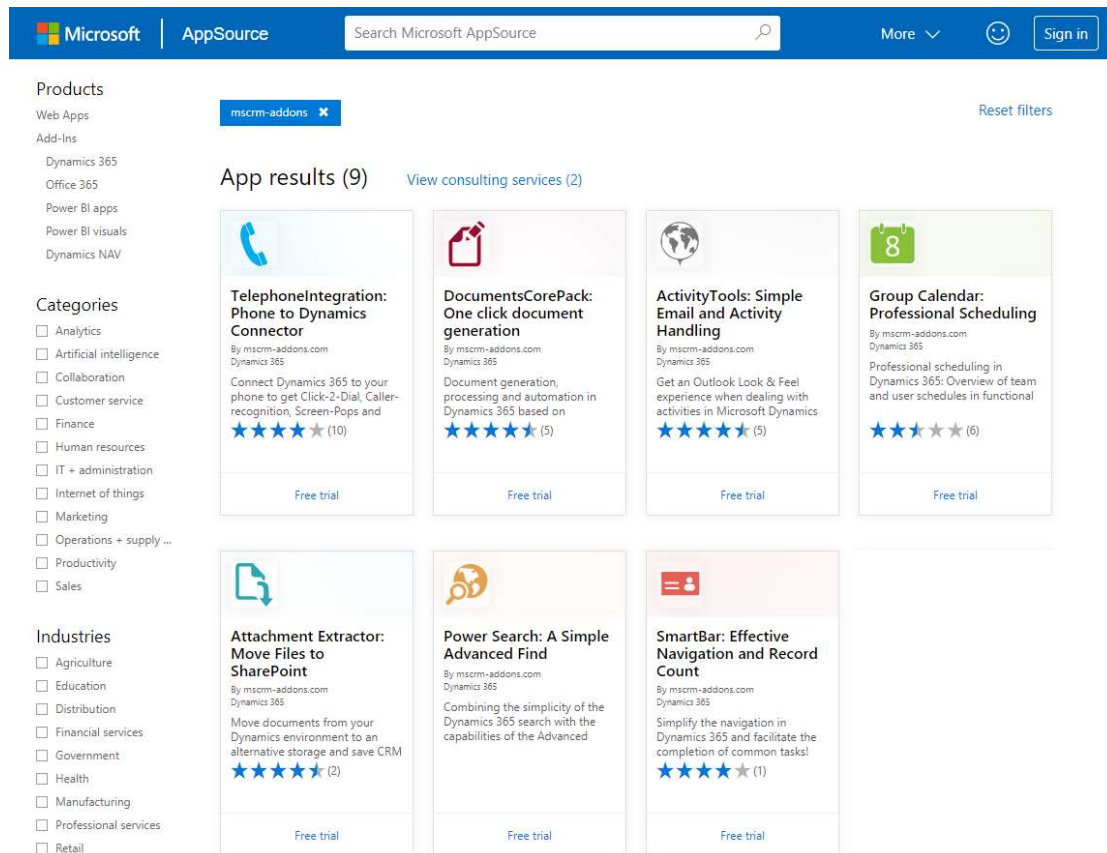 Microsoft
AppSource
Search Microsoft AppSource
More
Sign in
Products
Web Apps
Add-Ins
Dynamics 365
Office 365
Power BI apps
Power BI visuals
Dynamics NAV
Categories
Analytics
Artificial intelligence
Collaboration
Customer service
Finance
Human resources
IT + administration
Internet of things
Marketing
Operations + supply ...
Productivity
Sales
Industries
Agriculture
Education
Distribution
Financial services
Government
Health
Manufacturing
Professional services
Retail
mscrm-addons
Reset filters
App results (9)
View consulting services (2)
TelephoneIntegration:
Phone to Dynamics
Connector
By mscrm-addons.com
Dynamics 365
Connect Dynamics 365 to your
phone to get Click-2-Dial, Caller-
recognition, Screen-Pops and
(10)
Free trial
DocumentsCorePack:
One click document
generation
By mscrm-addons.com
Dynamics 365
Document generation,
processing and automation in
Dynamics 365 based on
(5)
Free trial
ActivityTools: Simple
Email and Activity
Handling
By mscrm-addons.com
Dynamics 365
Get an Outlook Look & Feel
experience when dealing with
activities in Microsoft Dynamics
(5)
Free trial
8
Group Calendar:
Professional Scheduling
By mscrm-addons.com
Dynamics 365
Professional scheduling in
Dynamics 365: Overview of team
and user schedules in functional
(6)
Free trial
Attachment Extractor:
Move Files to
SharePoint
By mscrm-addons.com
Dynamics 365
Move documents from your
Dynamics environment to an
alternative storage and save CRM
(2)
Free trial
Power Search: A Simple
Advanced Find
By mscrm-addons.com
Dynamics 365
Combining the simplicity of the
Dynamics 365 search with the
capabilities of the Advanced
Free trial
SmartBar: Effective
Navigation and Record
Count
By mscrm-addons.com
Dynamics 365
Simplify the navigation in
Dynamics 365 and facilitate the
completion of common tasks!
(1)
Free trial